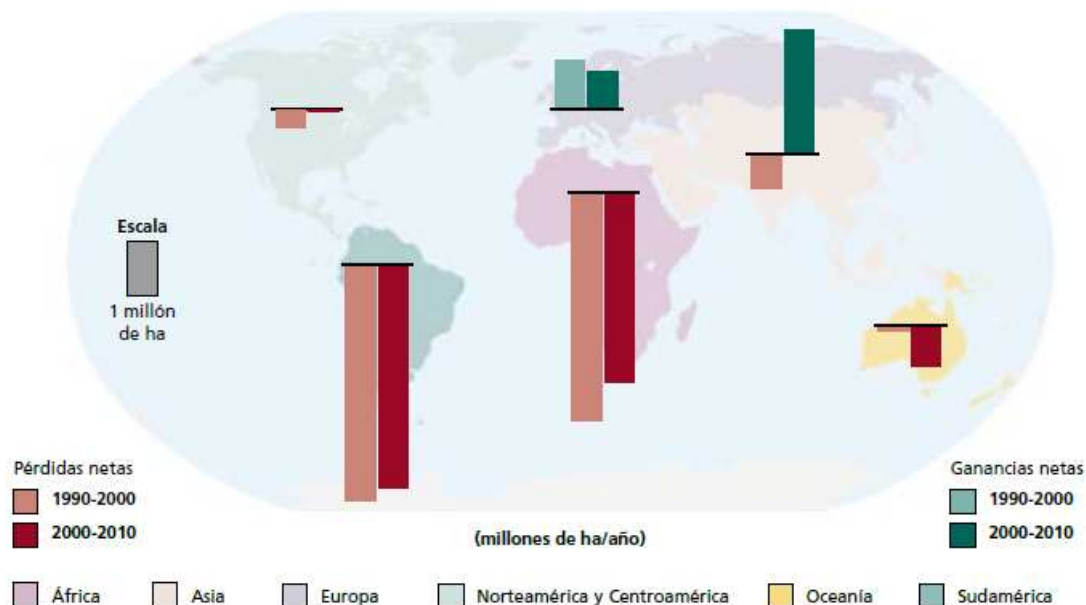 Escala
1 millón
de ha
Pérdidas netas
1990-2000
2000-2010
(millones de ha/año)
Ganancias netas
1990-2000
2000-2010
África
Asia
Europa
Norteamérica y Centroamérica
Oceanía
Sudamérica